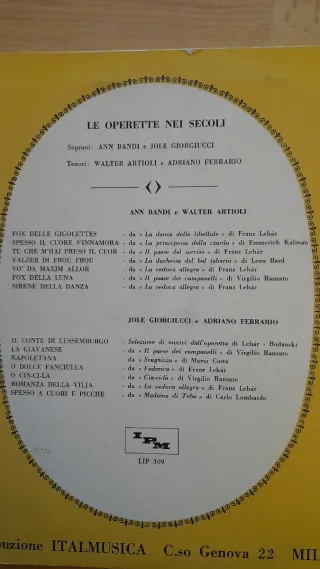 LE OPERETTE NEI SECOLI
Soprani: ANN BANDI e JOLE GIORGIUCCI
Tenori: WALTER ARTIOLI e ADRIANO FERRARIO
ANN BANDI e WALTER ARTIOLI
FOX DELLE GIGOLETTES - da « La danza delle libellule » di Franz Lehár
SPESSO IL CUORE S'INNAMORA - da « La principessa della czarda » di Emmerich Kalman
TU CHE M'HAI PRESO IL CUOR - da « Il paese del sorriso » di Franz Lehár
VALZER DI FROU FROU - da « La duchessa del bal tabarin » di Leon Bard
VO' DA MAXIM ALLOR - da « La vedova allegra » di Franz Lehár
FOX DELLA LUNA - da « Il paese dei campanelli » di Virgilio Ranzato
SIRENE DELLA DANZA - da « La vedova allegra » di Franz Lehár
JOLE GIORGIUCCI e ADRIANO FERRARIO
IL CONTE DI LUSSEMBURGO - Selezione di motivi dall'operetta di Lehár - Bodanski
LA GIAVANESE - da « Il paese dei campanelli » di Virgilio Ranzato
NAPOLETANA - da « Scugnizza » di Mario Costa
O DOLCE FANCIULLA - da « Federica » di Franz Lehár
O CIN-CI-LÀ - da « Cin-ci-là » di Virgilio Ranzato
ROMANZA DELLA VILJA - da « La vedova allegra » di Franz Lehár
SPESSO A CUORI E PICCHE - da « Madama di Tebe » di Carlo Lombardo
IPM
LIP 309
buzione ITALMUSICA C.so Genova 22 MIL